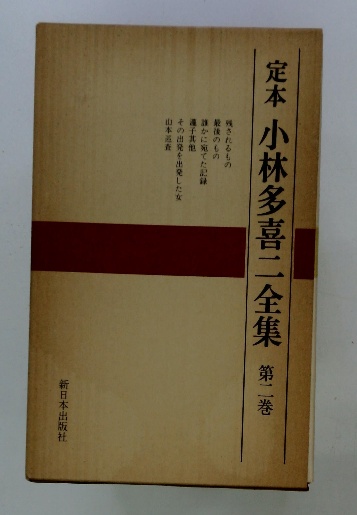 定本 小林多喜二全集 第二巻
残されるもの
最後のもの
誰かに宛てた記録
瀧子其他
その出発を出発した女
山本巡査
新日本出版社